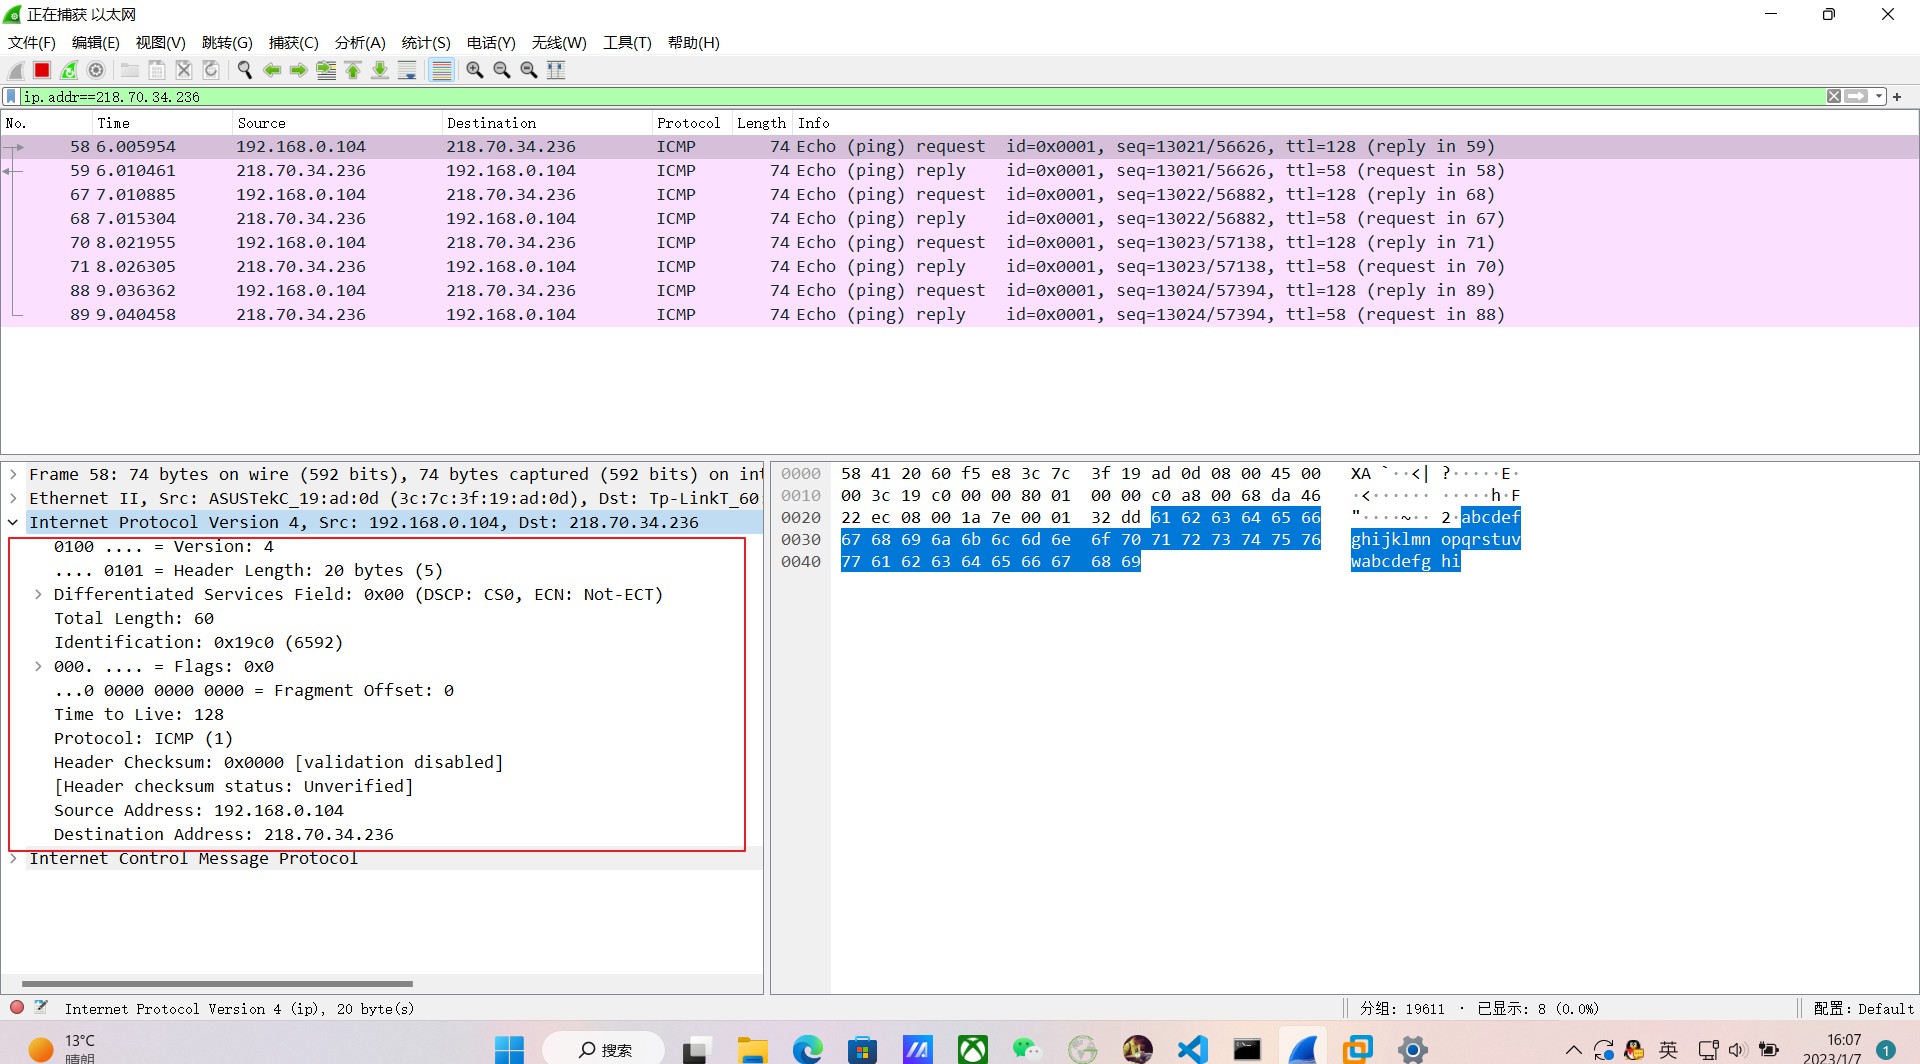 正在捕获 以太网
文件(F) 编辑(E) 视图(V) 跳转(G) 捕获(C) 分析(A) 统计(S) 电话(Y) 无线(W) 工具(T) 帮助(H)
ip.addr==218.70.34.236
No. Time Source Destination Protocol Length Info
58 6.005954 192.168.0.104 218.70.34.236 ICMP 74 Echo (ping) request id=0x0001, seq=13021/56626, ttl=128 (reply in 59)
59 6.010461 218.70.34.236 192.168.0.104 ICMP 74 Echo (ping) reply id=0x0001, seq=13021/56626, ttl=58 (request in 58)
67 7.010885 192.168.0.104 218.70.34.236 ICMP 74 Echo (ping) request id=0x0001, seq=13022/56882, ttl=128 (reply in 68)
68 7.015304 218.70.34.236 192.168.0.104 ICMP 74 Echo (ping) reply id=0x0001, seq=13022/56882, ttl=58 (request in 67)
70 8.021955 192.168.0.104 218.70.34.236 ICMP 74 Echo (ping) request id=0x0001, seq=13023/57138, ttl=128 (reply in 71)
71 8.026305 218.70.34.236 192.168.0.104 ICMP 74 Echo (ping) reply id=0x0001, seq=13023/57138, ttl=58 (request in 70)
88 9.036362 192.168.0.104 218.70.34.236 ICMP 74 Echo (ping) request id=0x0001, seq=13024/57394, ttl=128 (reply in 89)
89 9.040458 218.70.34.236 192.168.0.104 ICMP 74 Echo (ping) reply id=0x0001, seq=13024/57394, ttl=58 (request in 88)
Frame 58: 74 bytes on wire (592 bits), 74 bytes captured (592 bits) on int
Ethernet II, Src: ASUSTekC_19:ad:0d (3c:7c:3f:19:ad:0d), Dst: Tp-LinkT_60:
Internet Protocol Version 4, Src: 192.168.0.104, Dst: 218.70.34.236
0100 .... = Version: 4
.... 0101 = Header Length: 20 bytes (5)
Differentiated Services Field: 0x00 (DSCP: CS0, ECN: Not-ECT)
Total Length: 60
Identification: 0x19c0 (6592)
000. .... = Flags: 0x0
...0 0000 0000 0000 = Fragment Offset: 0
Time to Live: 128
Protocol: ICMP (1)
Header Checksum: 0x0000 [validation disabled]
[Header checksum status: Unverified]
Source Address: 192.168.0.104
Destination Address: 218.70.34.236
Internet Control Message Protocol
0000 58 41 20 60 f5 e8 3c 7c 3f 19 ad 0d 08 00 45 00 XA `··<| ?·····E·
0010 00 3c 19 c0 00 00 80 01 00 00 c0 a8 00 68 da 46 ·<······ ·····h·F
0020 22 ec 08 00 1a 7e 00 01 32 dd 61 62 63 64 65 66 "····~·· 2·abcdef
0030 67 68 69 6a 6b 6c 6d 6e 6f 70 71 72 73 74 75 76 ghijklmn opqrstuv
0040 77 61 62 63 64 65 66 67 68 69 wabcdefg hi
Internet Protocol Version 4 (ip), 20 byte(s)
分组: 19611 · 已显示: 8 (0.0%)
配置: Default
13°C
晴朗
搜索
英
16:07
2023/1/7
1